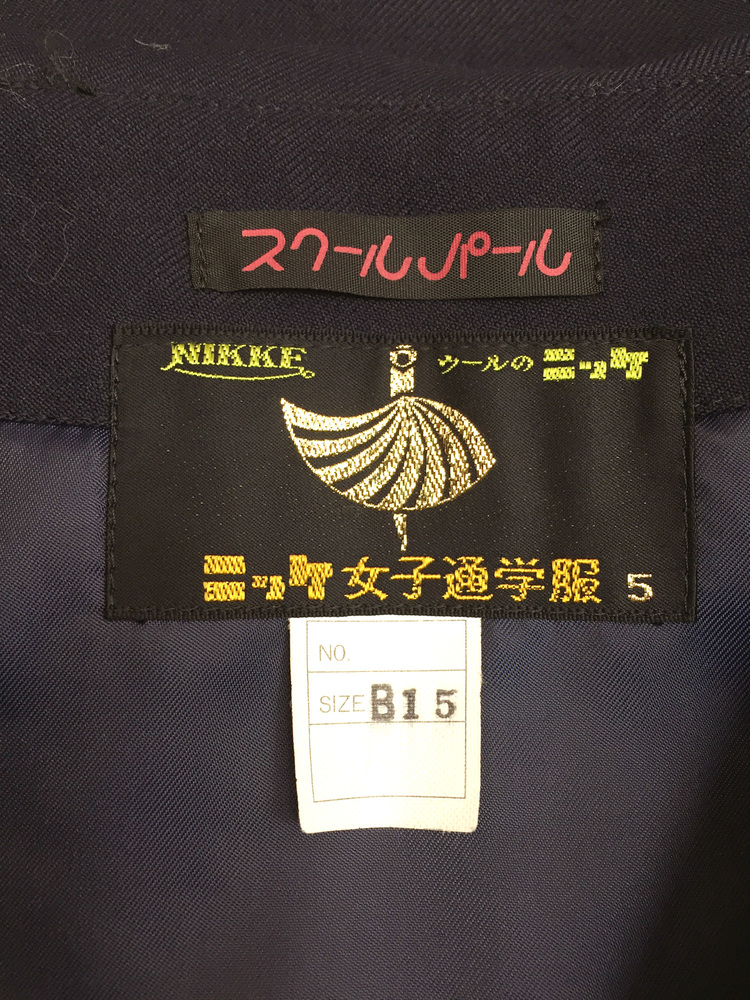 スクールパール
NIKKE ウールの ニッケ
ニッケ女子通学服 5
NO.
SIZE B15